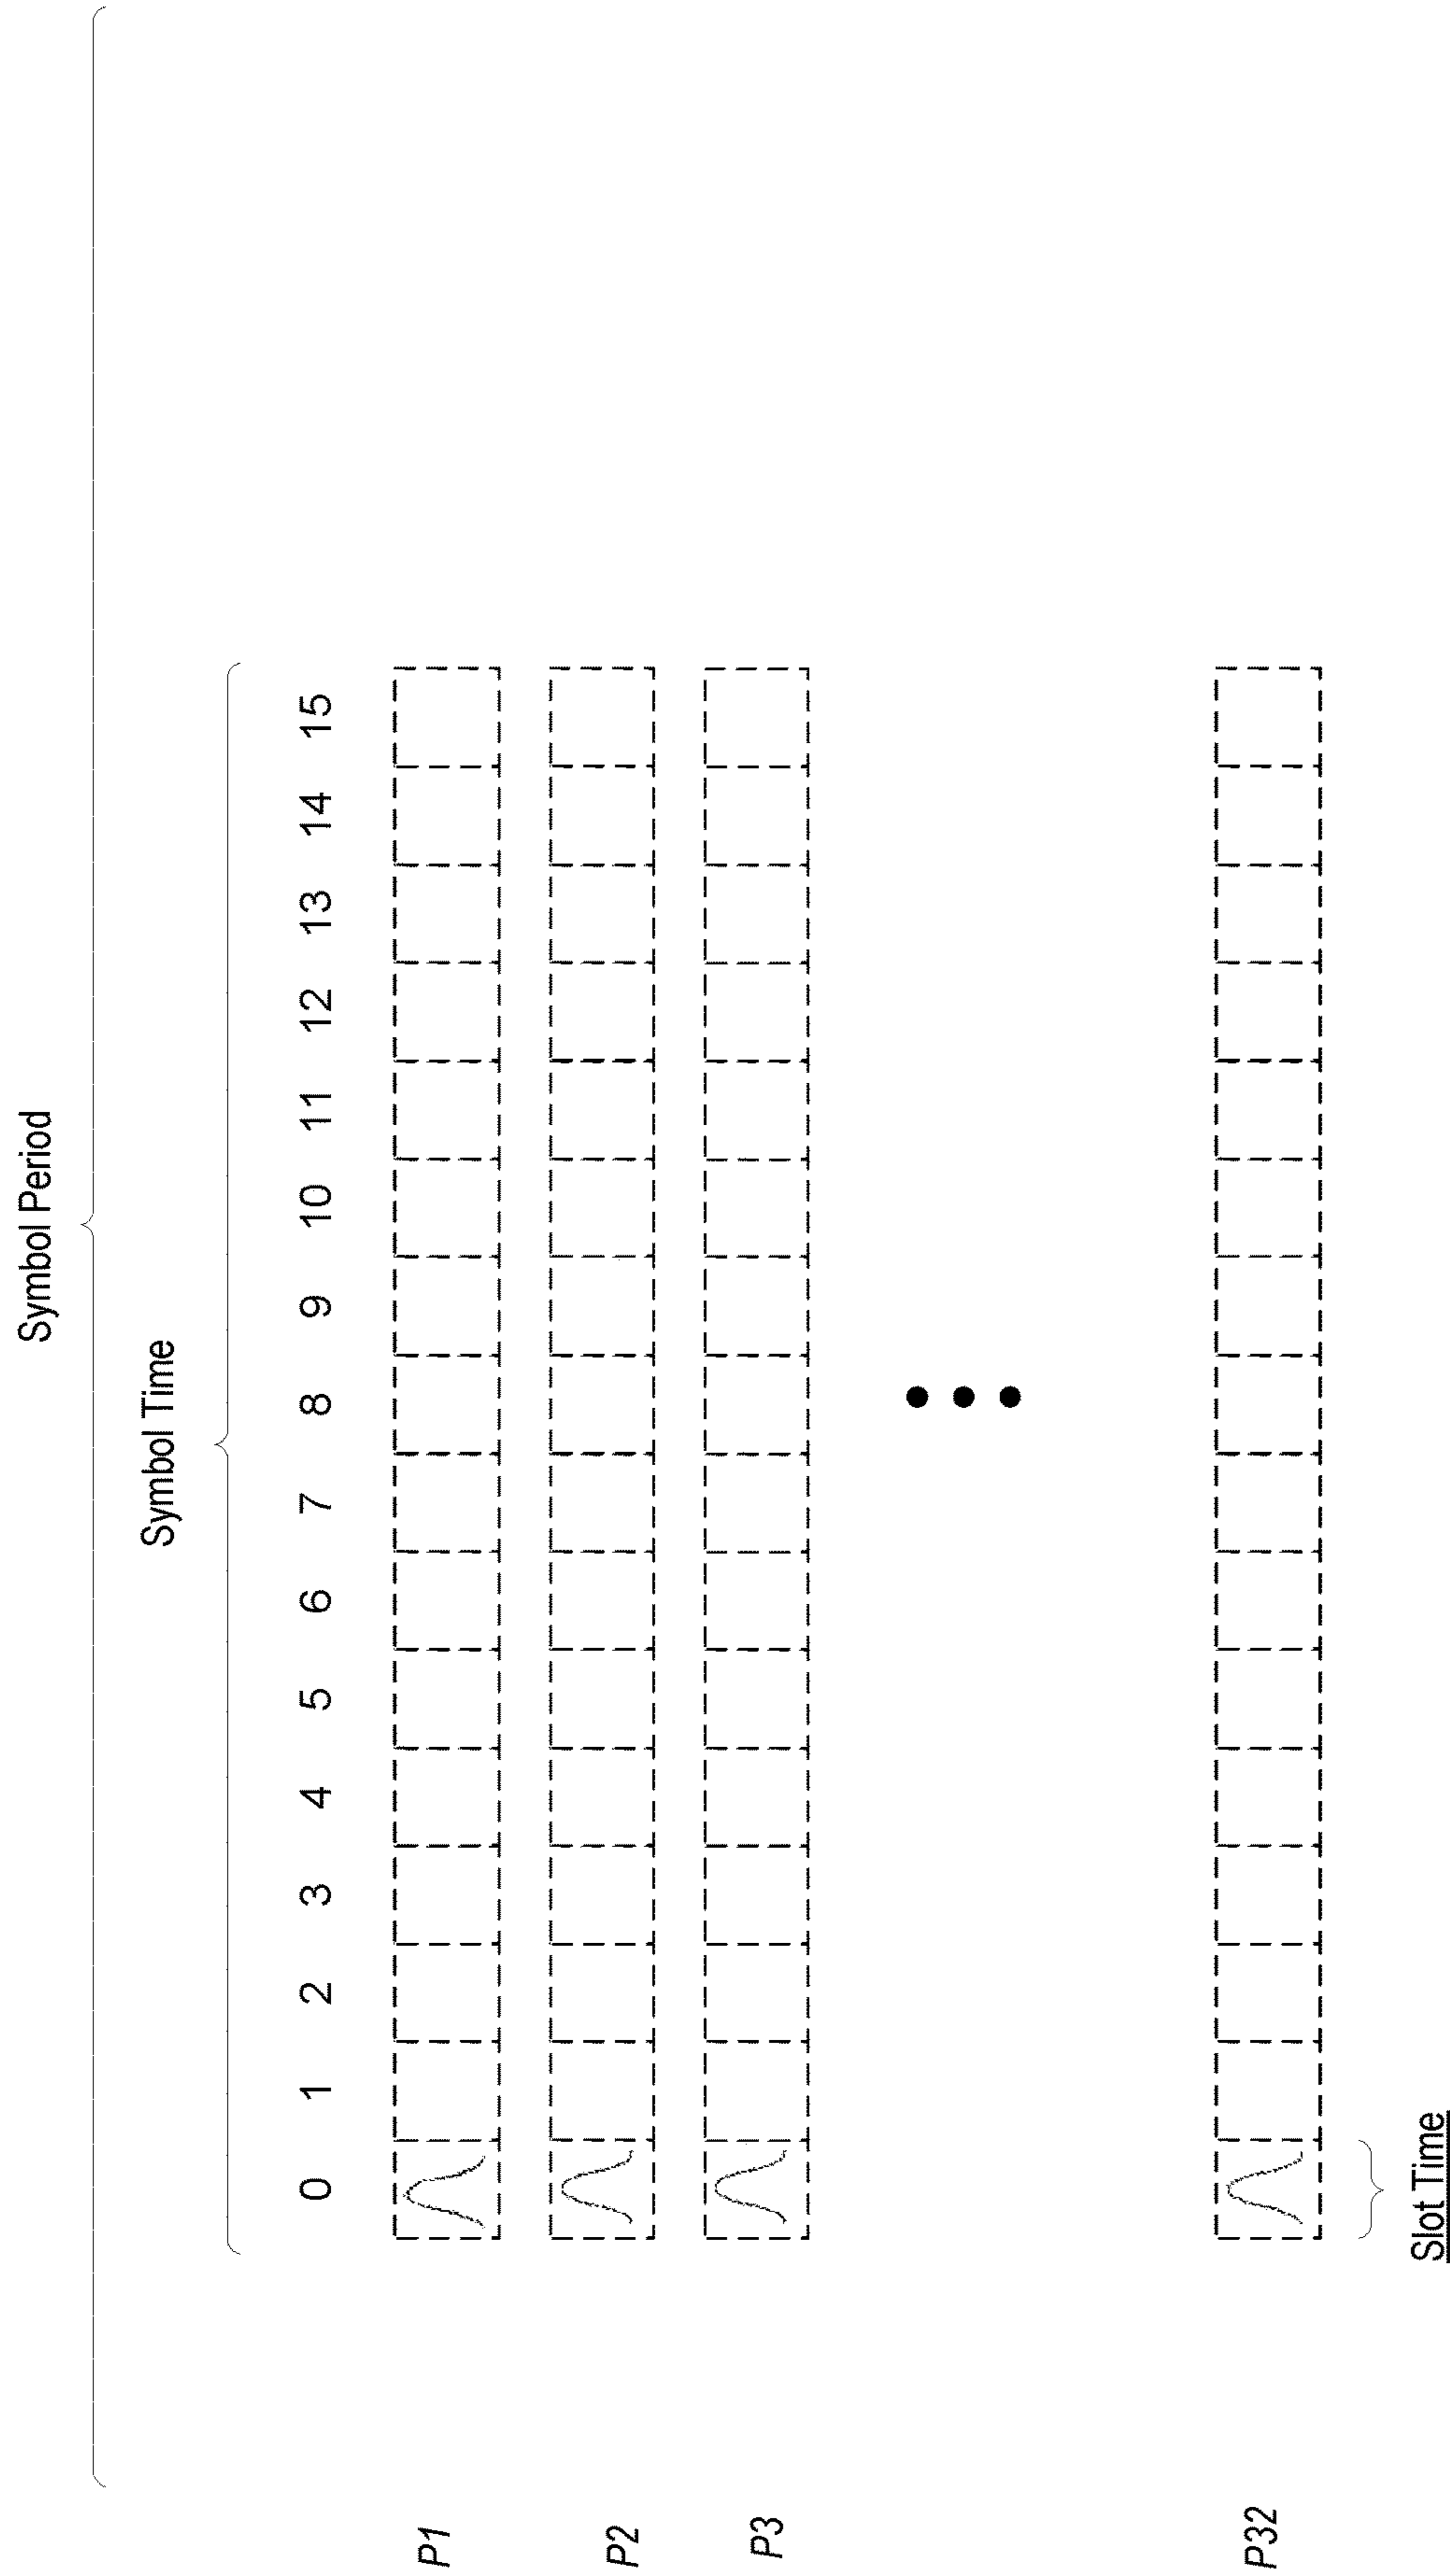 Symbol Period
Symbol Time
0 1 2 3 4 5 6 7 8 9 10 11 12 13 14 15
P1
P2
P3
P32
Slot Time